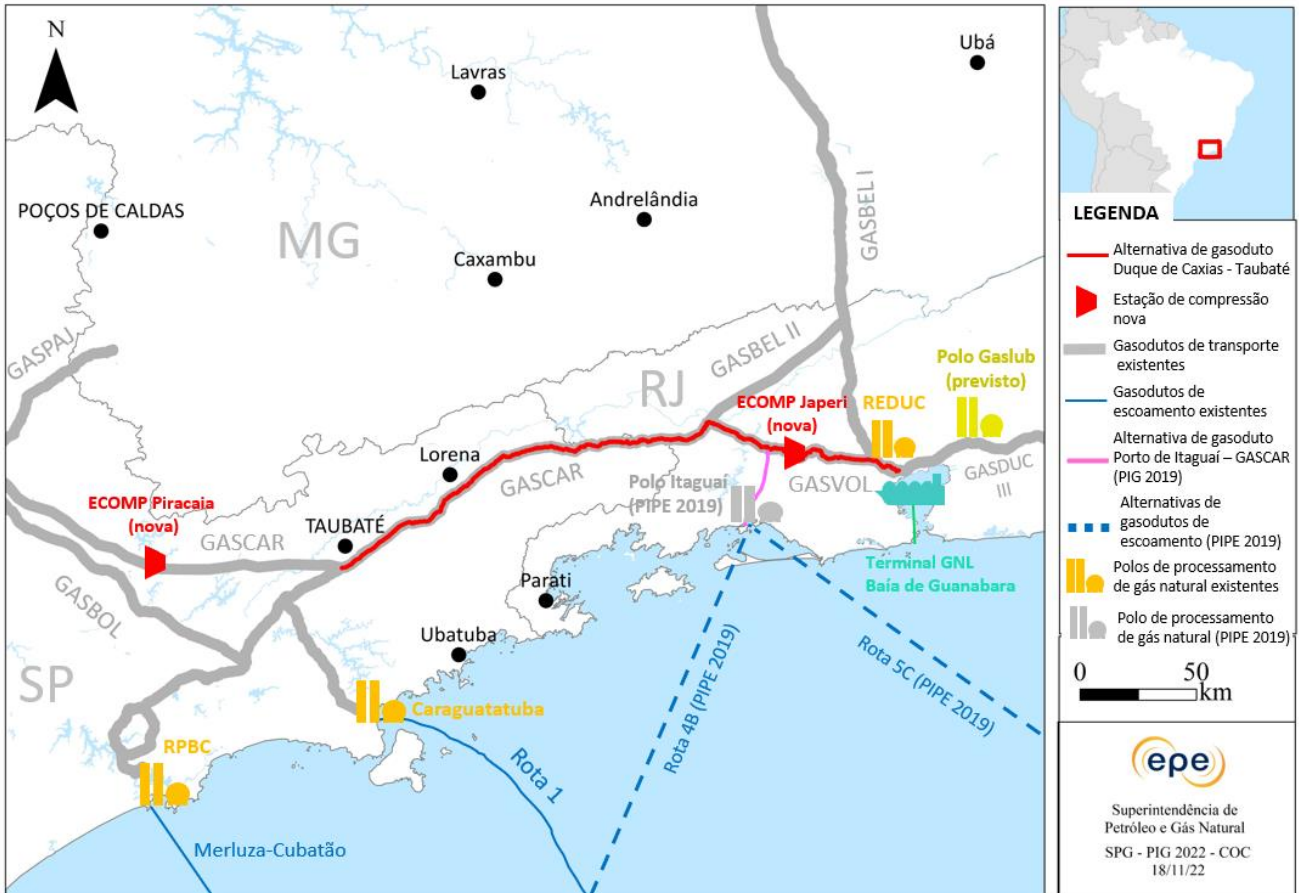 N
Ubá
Lavras
Andrelândia
POÇOS DE CALDAS
MG
Caxambu
GASBEL I
GASPAJ
GASBEL II
RJ
Polo Gaslub
(previsto)
ECOMP Japeri
(nova)
REDUC
Lorena
GASCAR
Polo Itaguaí
(PIPE 2019)
GASVOL
GASDUC
III
ECOMP Piracaia
(nova)
TAUBATÉ
GASCAR
Terminal GNL
Baía de Guanabara
Parati
GASBOL
Ubatuba
SP
Rota 4B (PIPE 2019)
Rota 5C (PIPE 2019)
Caraguatatuba
RPBC
Rota 1
Merluza-Cubatão
LEGENDA
Alternativa de gasoduto
Duque de Caxias - Taubaté
Estação de compressão
nova
Gasodutos de transporte
existentes
Gasodutos de
escoamento existentes
Alternativa de gasoduto
Porto de Itaguaí – GASCAR
(PIG 2019)
Alternativas de
gasodutos de
escoamento (PIPE 2019)
Polos de processamento
de gás natural existentes
Polo de processamento
de gás natural (PIPE 2019)
0 50
km
epe
Superintendência de
Petróleo e Gás Natural
SPG - PIG 2022 - COC
18/11/22